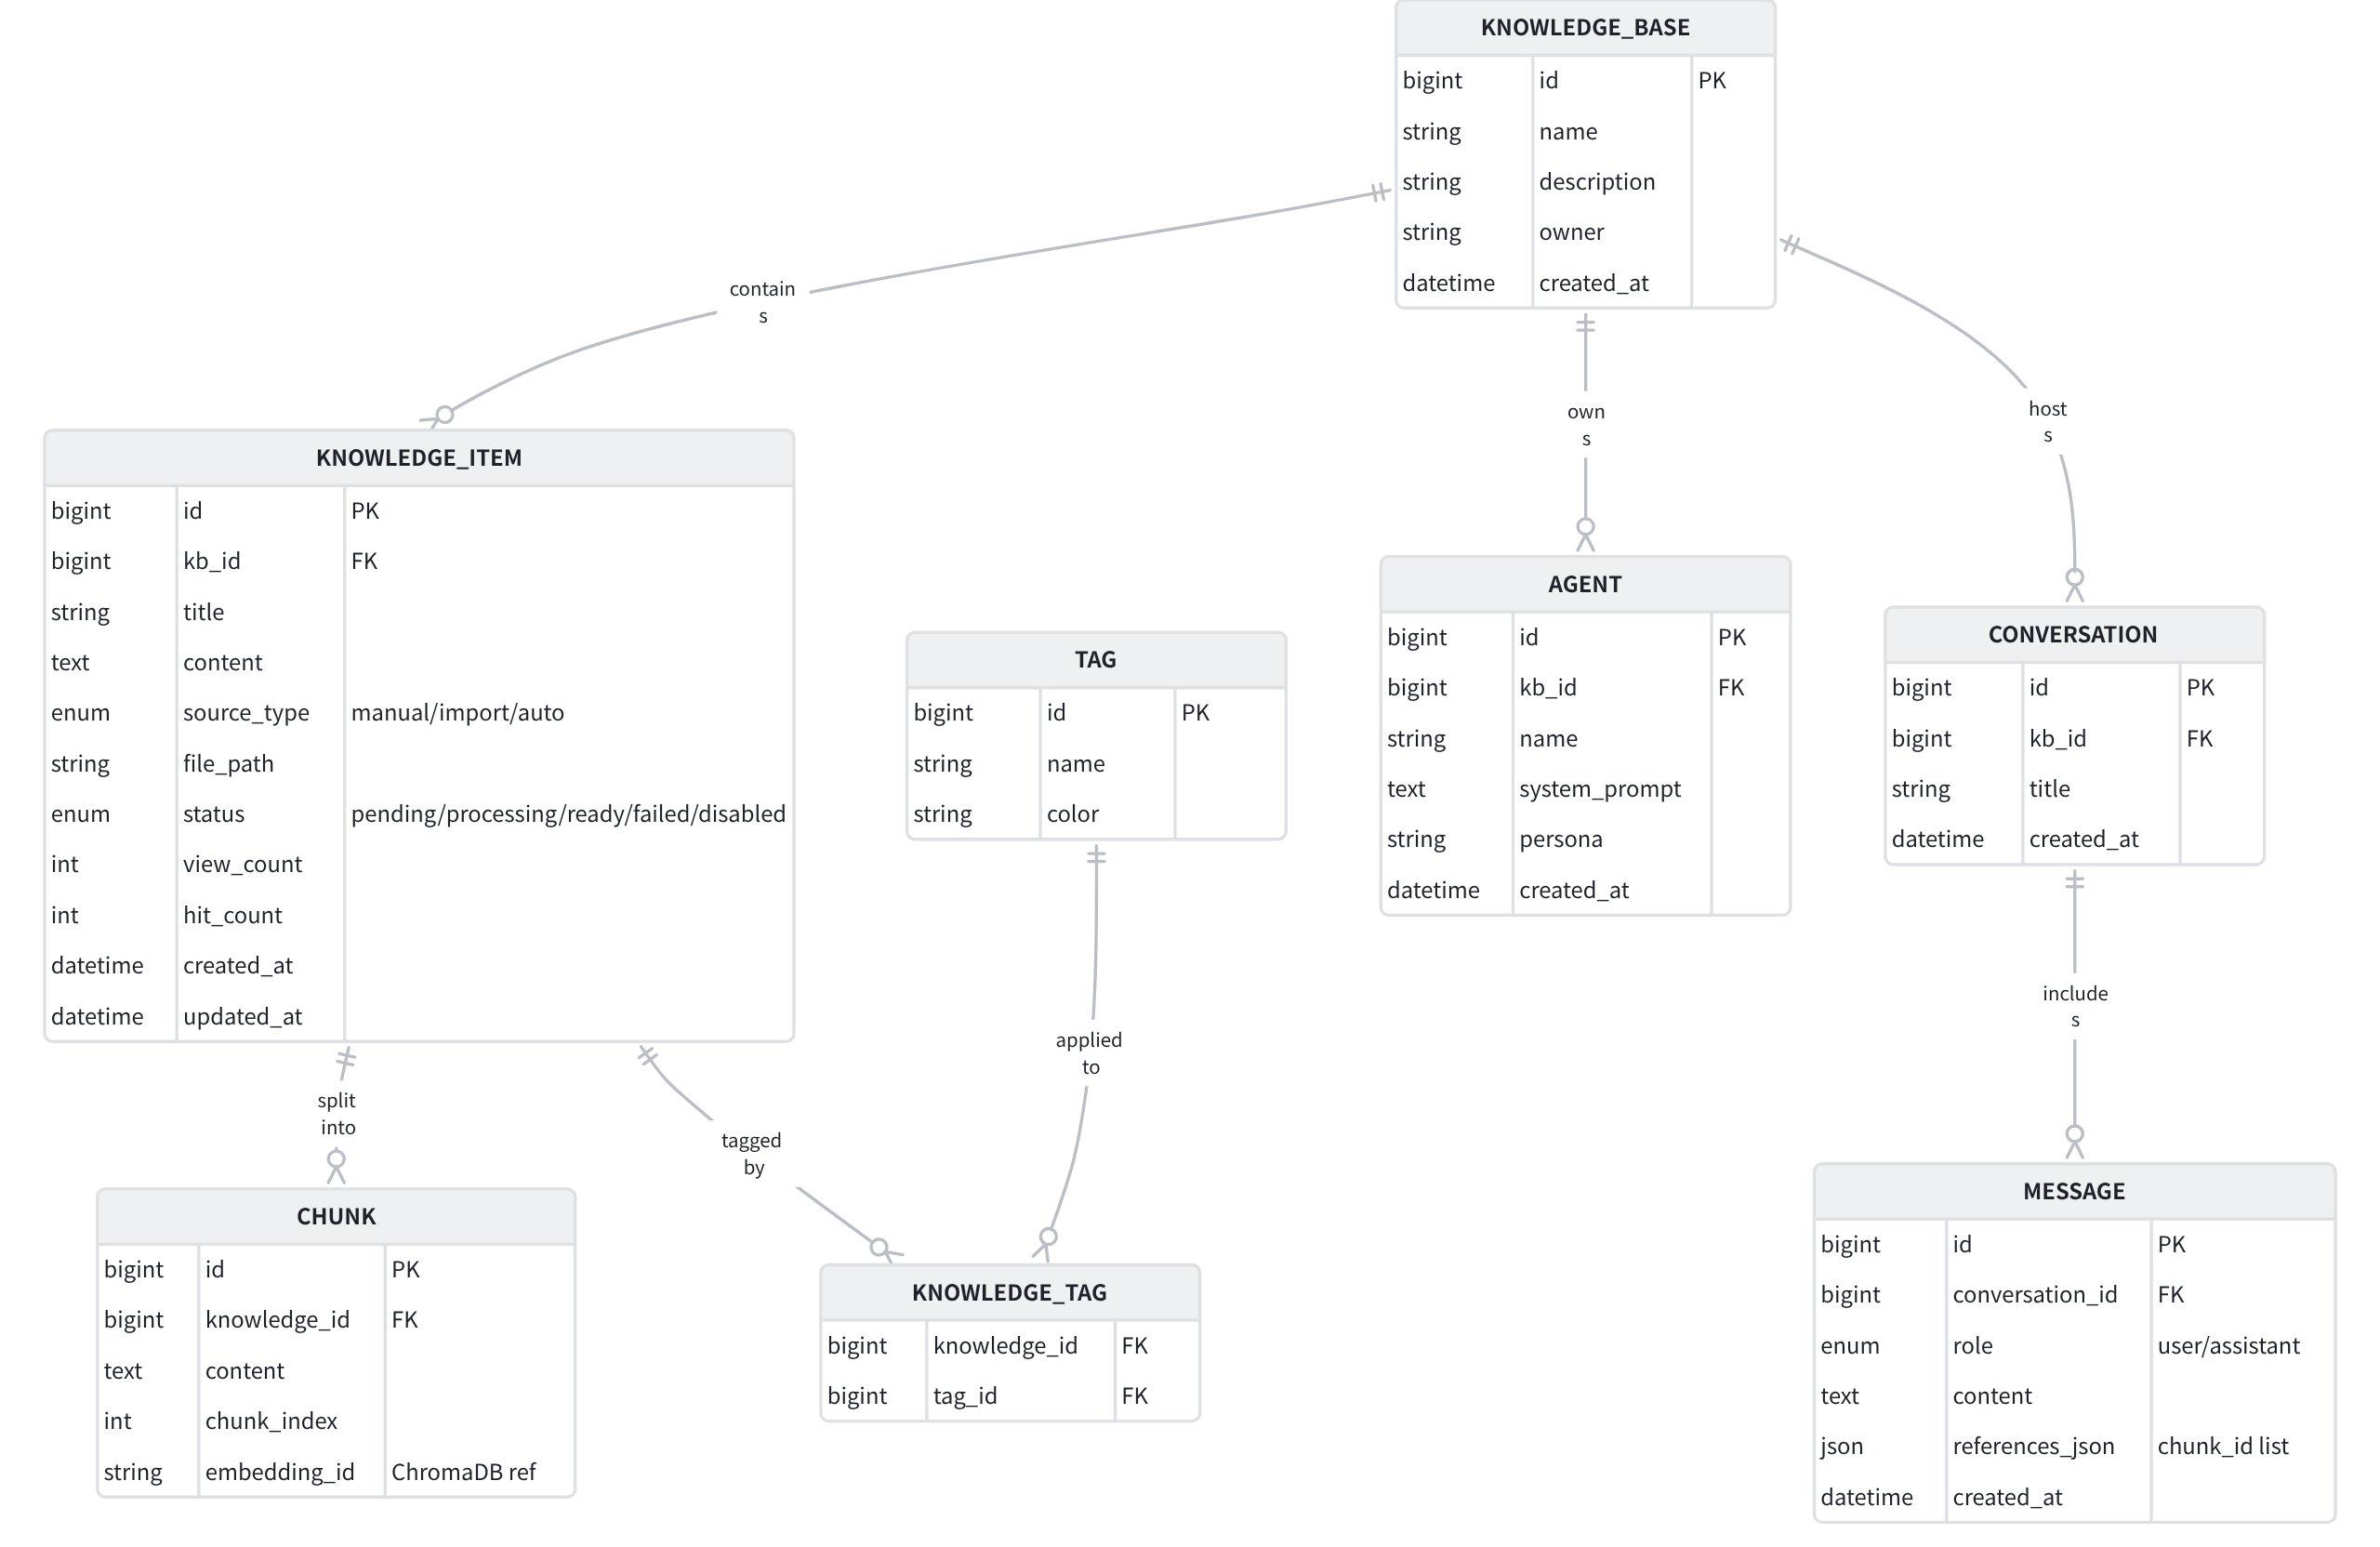 KNOWLEDGE_BASE
bigint id PK
string name
string description
string owner
datetime created_at
contain
s
own
s
host
s
KNOWLEDGE_ITEM
bigint id PK
bigint kb_id FK
string title
text content
enum source_type manual/import/auto
string file_path
enum status pending/processing/ready/failed/disabled
int view_count
int hit_count
datetime created_at
datetime updated_at
TAG
bigint id PK
string name
string color
AGENT
bigint id PK
bigint kb_id FK
string name
text system_prompt
string persona
datetime created_at
CONVERSATION
bigint id PK
bigint kb_id FK
string title
datetime created_at
split
into
tagged
by
applied
to
include
s
CHUNK
bigint id PK
bigint knowledge_id FK
text content
int chunk_index
string embedding_id ChromaDB ref
KNOWLEDGE_TAG
bigint knowledge_id FK
bigint tag_id FK
MESSAGE
bigint id PK
bigint conversation_id FK
enum role user/assistant
text content
json references_json chunk_id list
datetime created_at